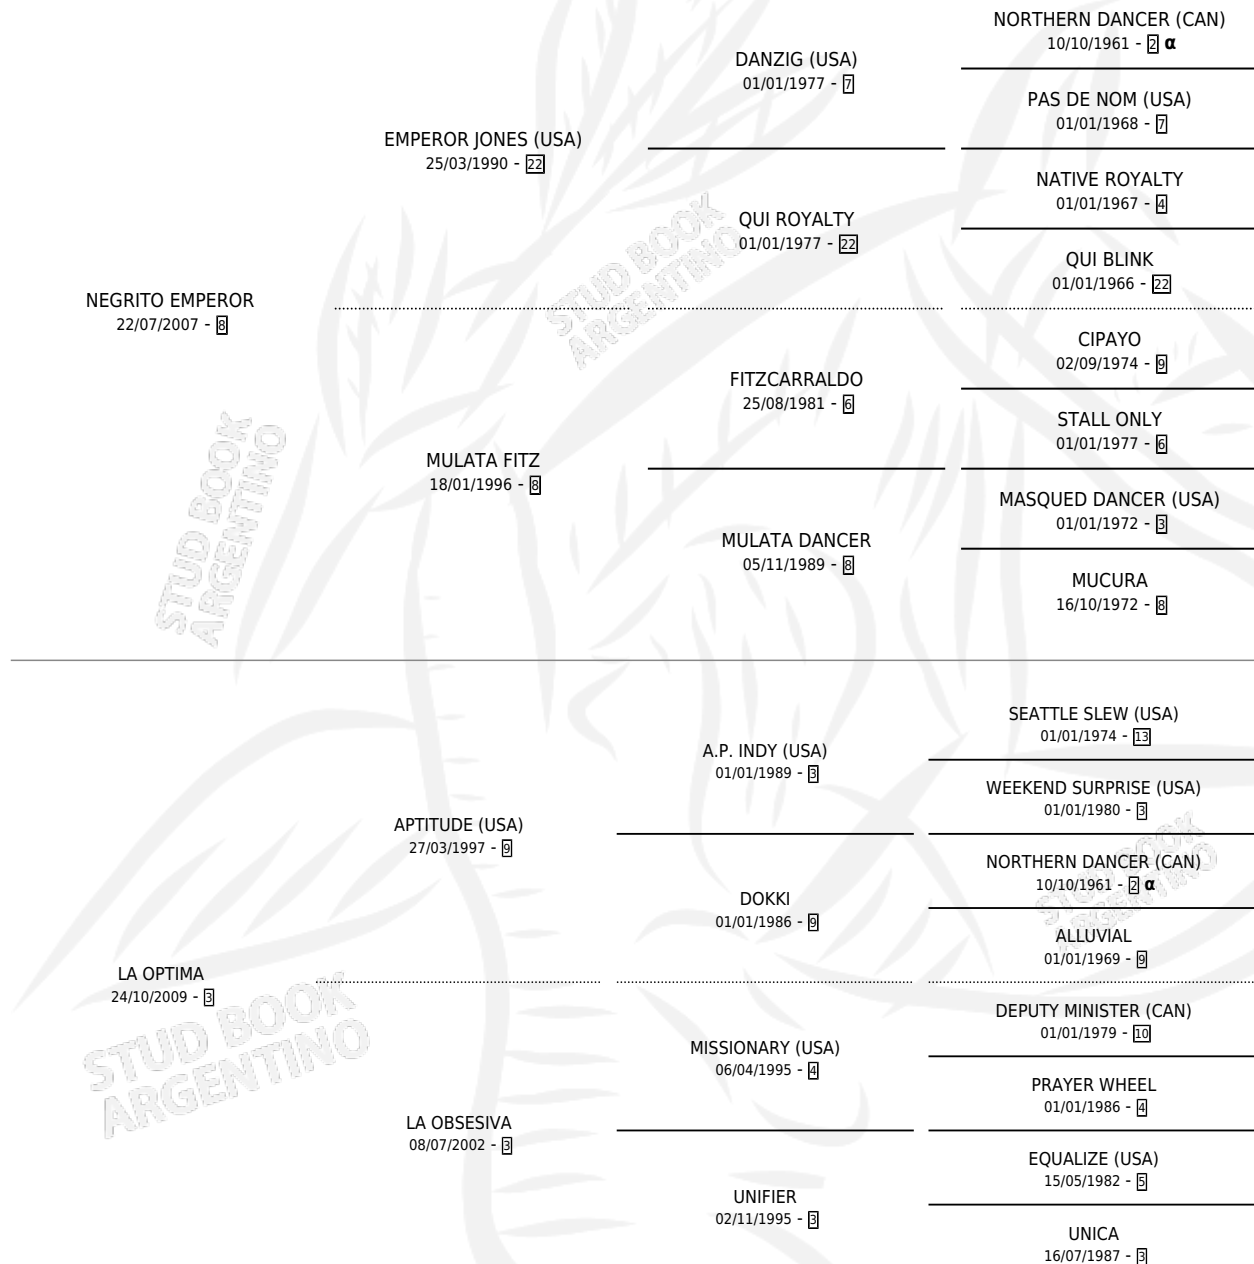 NORTHERN DANCER (CAN)
10/10/1961 - 2 α
DANZIG (USA)
01/01/1977 - 7
PAS DE NOM (USA)
01/01/1968 - 7
EMPEROR JONES (USA)
25/03/1990 - 22
NATIVE ROYALTY
01/01/1967 - 4
QUI ROYALTY
01/01/1977 - 22
QUI BLINK
01/01/1966 - 22
NEGRITO EMPEROR
22/07/2007 - 8
CIPAYO
02/09/1974 - 9
FITZCARRALDO
25/08/1981 - 6
STALL ONLY
01/01/1977 - 6
MULATA FITZ
18/01/1996 - 8
MASQUED DANCER (USA)
01/01/1972 - 3
MULATA DANCER
05/11/1989 - 8
MUCURA
16/10/1972 - 8
STUD BOOK
ARGENTINO
STUD BOOK
ARGENTINO
SEATTLE SLEW (USA)
01/01/1974 - 13
A.P. INDY (USA)
01/01/1989 - 3
WEEKEND SURPRISE (USA)
01/01/1980 - 3
APTITUDE (USA)
27/03/1997 - 9
NORTHERN DANCER (CAN)
10/10/1961 - 2 α
DOKKI
01/01/1986 - 9
ALLUVIAL
01/01/1969 - 9
LA OPTIMA
24/10/2009 - 3
DEPUTY MINISTER (CAN)
01/01/1979 - 10
MISSIONARY (USA)
06/04/1995 - 4
PRAYER WHEEL
01/01/1986 - 4
LA OBSESIVA
08/07/2002 - 3
EQUALIZE (USA)
15/05/1982 - 5
UNIFIER
02/11/1995 - 3
UNICA
16/07/1987 - 3
STUD BOOK
ARGENTINO
STUD BOOK
ARGENTINO